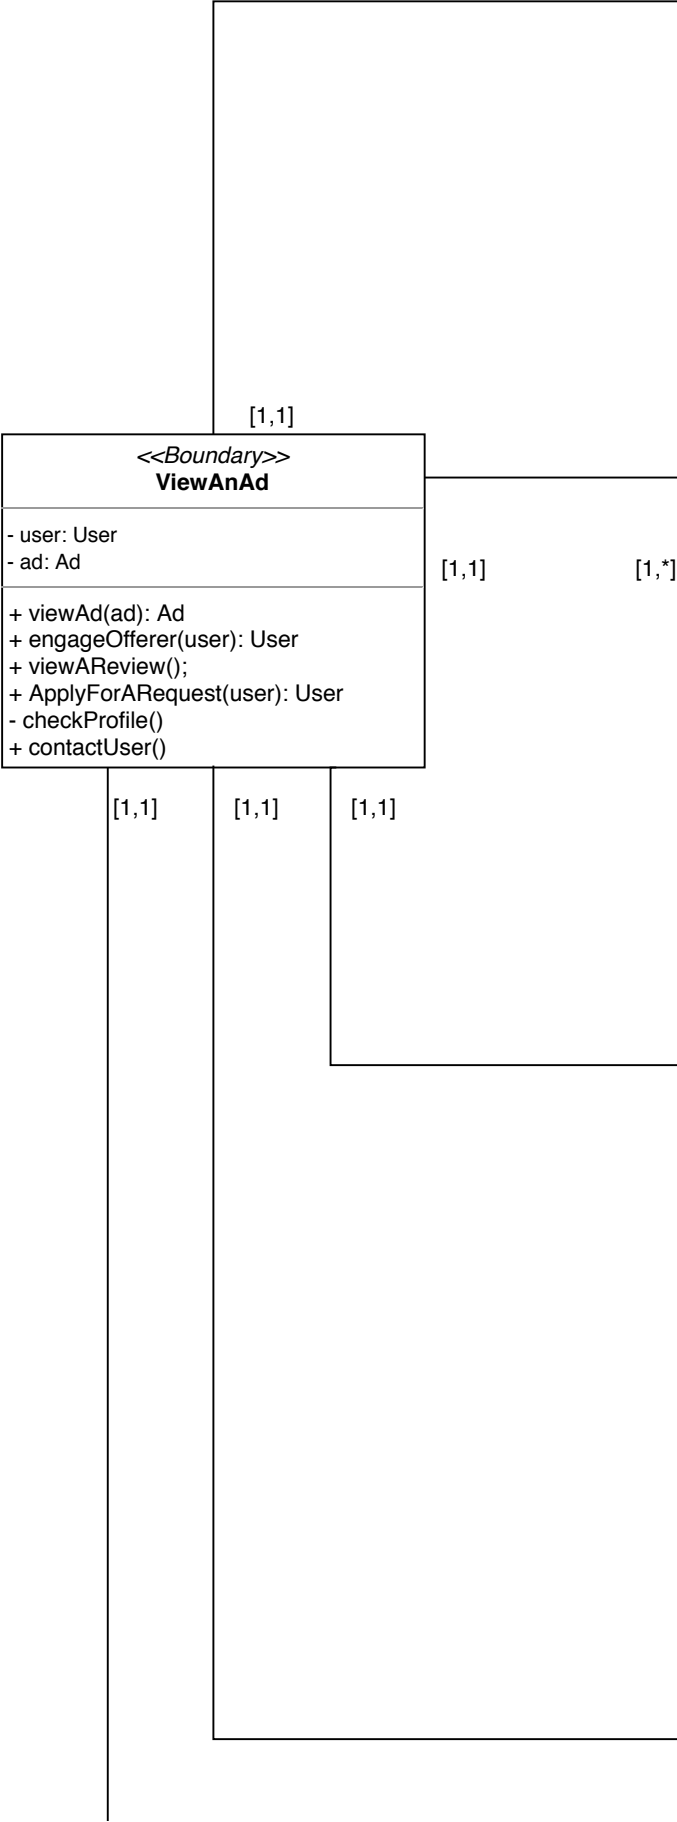 [1,1]
<<Boundary>>
ViewAnAd
- user: User
- ad: Ad
[1,1]
[1,*]
+ viewAd(ad): Ad
+ engageOfferer(user): User
+ viewAReview();
+ ApplyForARequest(user): User
- checkProfile()
+ contactUser()
[1,1]
[1,1]
[1,1]